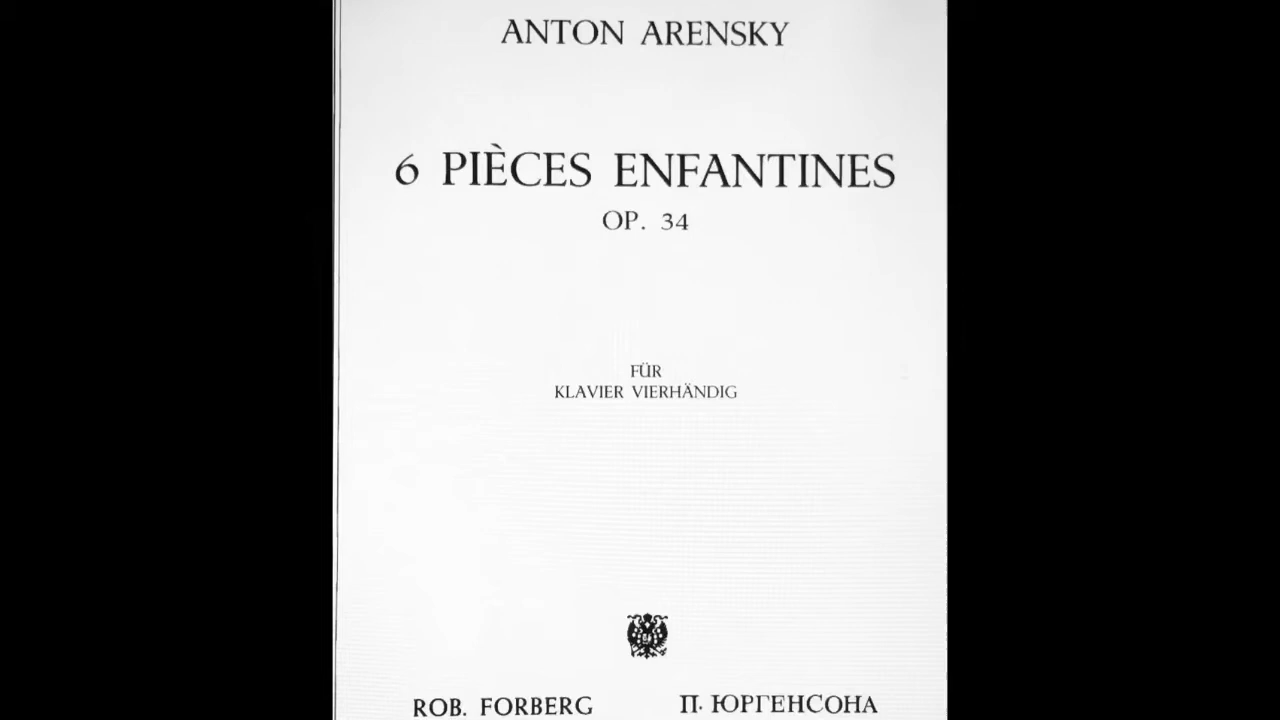 ANTON ARENSKY
6 PIÈCES ENFANTINES
OP. 34
FÜR
KLAVIER VIERHÄNDIG
ROB. FORBERG П. ЮРГЕНСОНА